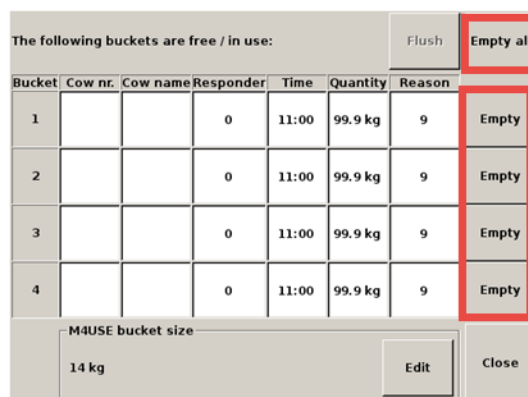 The following buckets are free / in use: Flush Empty al
Bucket Cow nr. Cow name Responder Time Quantity Reason
1 0 11:00 99.9 kg 9 Empty
2 0 11:00 99.9 kg 9 Empty
3 0 11:00 99.9 kg 9 Empty
4 0 11:00 99.9 kg 9 Empty
M4USE bucket size
14 kg Edit Close